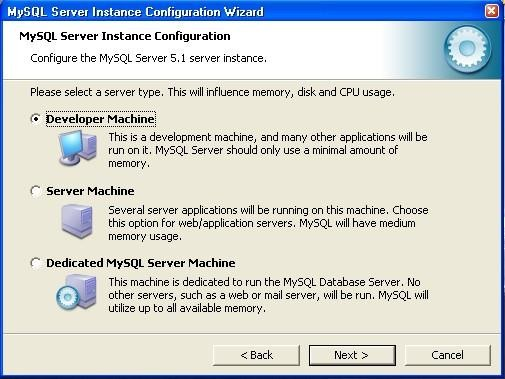 MySQL Server Instance Configuration Wizard
MySQL Server Instance Configuration
Configure the MySQL Server 5.1 server instance.
Please select a server type. This will influence memory, disk and CPU usage.
Developer Machine
This is a development machine, and many other applications will be
run on it. MySQL Server should only use a minimal amount of
memory.
Server Machine
Several server applications will be running on this machine. Choose
this option for web/application servers. MySQL will have medium
memory usage.
Dedicated MySQL Server Machine
This machine is dedicated to run the MySQL Database Server. No
other servers, such as a web or mail server, will be run. MySQL will
utilize up to all available memory.
< Back
Next >
Cancel